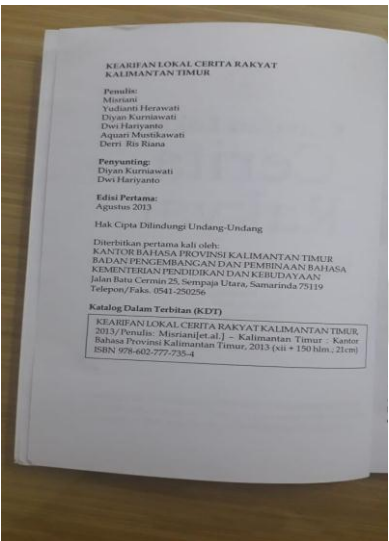 KEARIFAN LOKAL CERITA RAKYAT
KALIMANTAN TIMUR
Penulis:
Misriani
Yudianti Herawati
Diyan Kurniawati
Dwi Hariyanto
Aquari Mustikawati
Derri Ris Riana
Penyunting:
Diyan Kurniawati
Dwi Hariyanto
Edisi Pertama:
Agustus 2013
Hak Cipta Dilindungi Undang-Undang
Diterbitkan pertama kali oleh:
KANTOR BAHASA PROVINSI KALIMANTAN TIMUR
BADAN PENGEMBANGAN DAN PEMBINAAN BAHASA
KEMENTERIAN PENDIDIKAN DAN KEBUDAYAAN
Jalan Batu Cermin 25, Sempaja Utara, Samarinda 75119
Telepon/Faks. 0541-250256
Katalog Dalam Terbitan (KDT)
KEARIFAN LOKAL CERITA RAKYAT KALIMANTAN TIMUR,
2013/Penulis: Misriani[et.al.] – Kalimantan Timur : Kantor
Bahasa Provinsi Kalimantan Timur, 2013 (xii + 150 hlm.; 21cm)
ISBN 978-602-777-735-4